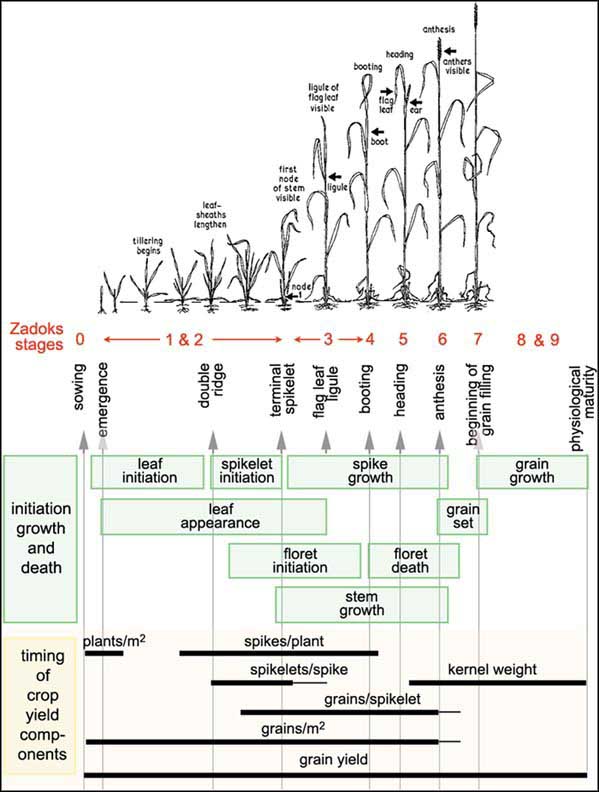 anthesis
anthers
visible
heading
booting
flag
leaf
ear
ligule of
flag leaf
visible
boot
first
node
of stem
visible
ligule
leaf-
sheaths
lengthen
tillering
begins
node
1
Zadoks
stages
0
1 & 2
3
4
5
6
7
8 & 9
sowing
emergence
double
ridge
terminal
spikelet
flag leaf
ligule
booting
heading
anthesis
beginning of
grain filling
physiological
maturity
initiation
growth
and
death
leaf
initiation
spikelet
initiation
spike
growth
grain
growth
leaf
appearance
grain
set
floret
initiation
floret
death
stem
growth
timing
of
crop
yield
comp-
onents
plants/m²
spikes/plant
spikelets/spike
kernel weight
grains/spikelet
grains/m²
grain yield